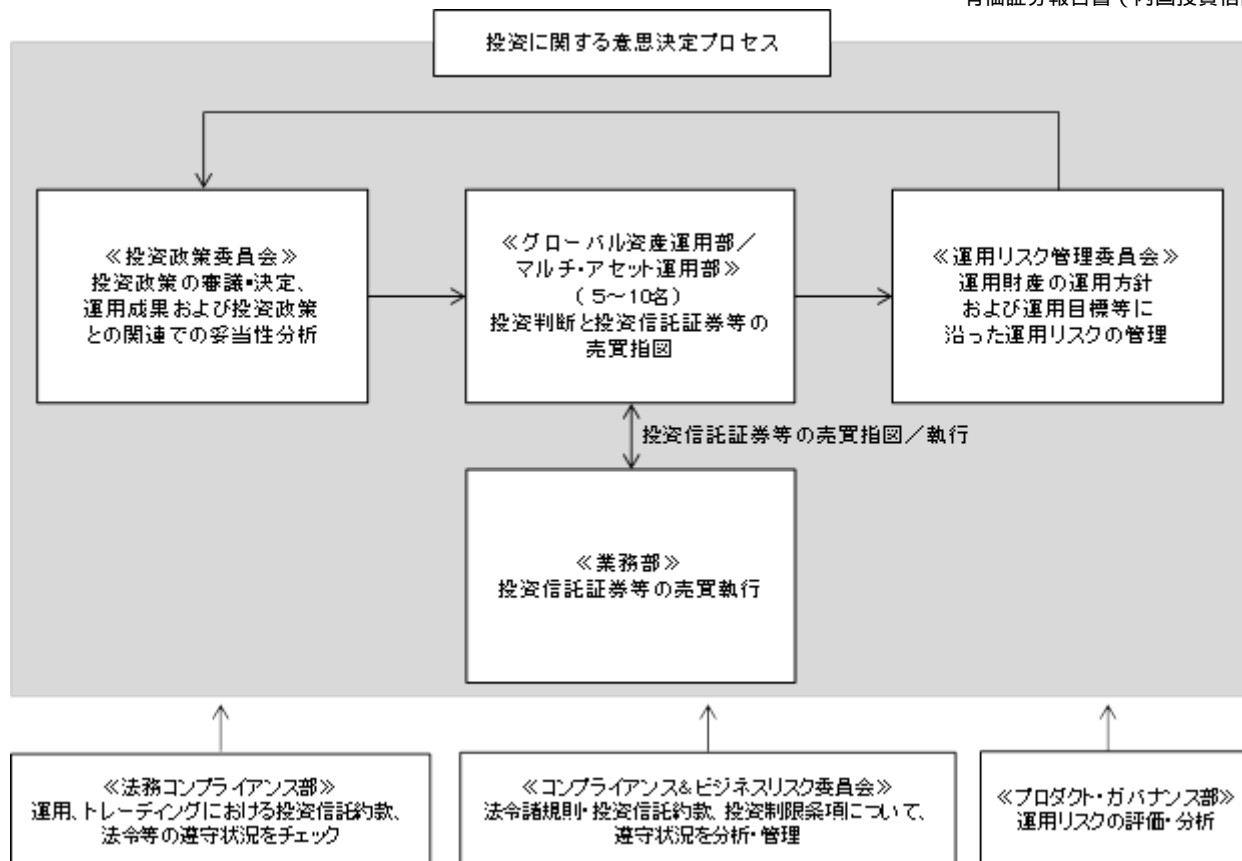 投資に関する意思決定プロセス
≪投資政策委員会≫
投資政策の審議・決定、
運用成果および投資政策
との関連での妥当性分析
≪グローバル資産運用部／
マルチ・アセット運用部≫
（５～10名）
投資判断と投資信託証券等の
売買指図
≪運用リスク管理委員会≫
運用財産の運用方針
および運用目標等に
沿った運用リスクの管理
投資信託証券等の売買指図／執行
≪業務部≫
投資信託証券等の売買執行
≪法務コンプライアンス部≫
運用、トレーディングにおける投資信託約款、
法令等の遵守状況をチェック
≪コンプライアンス＆ビジネスリスク委員会≫
法令諸規則・投資信託約款、投資制限条項について、
遵守状況を分析・管理
≪プロダクト・ガバナンス部≫
運用リスクの評価・分析